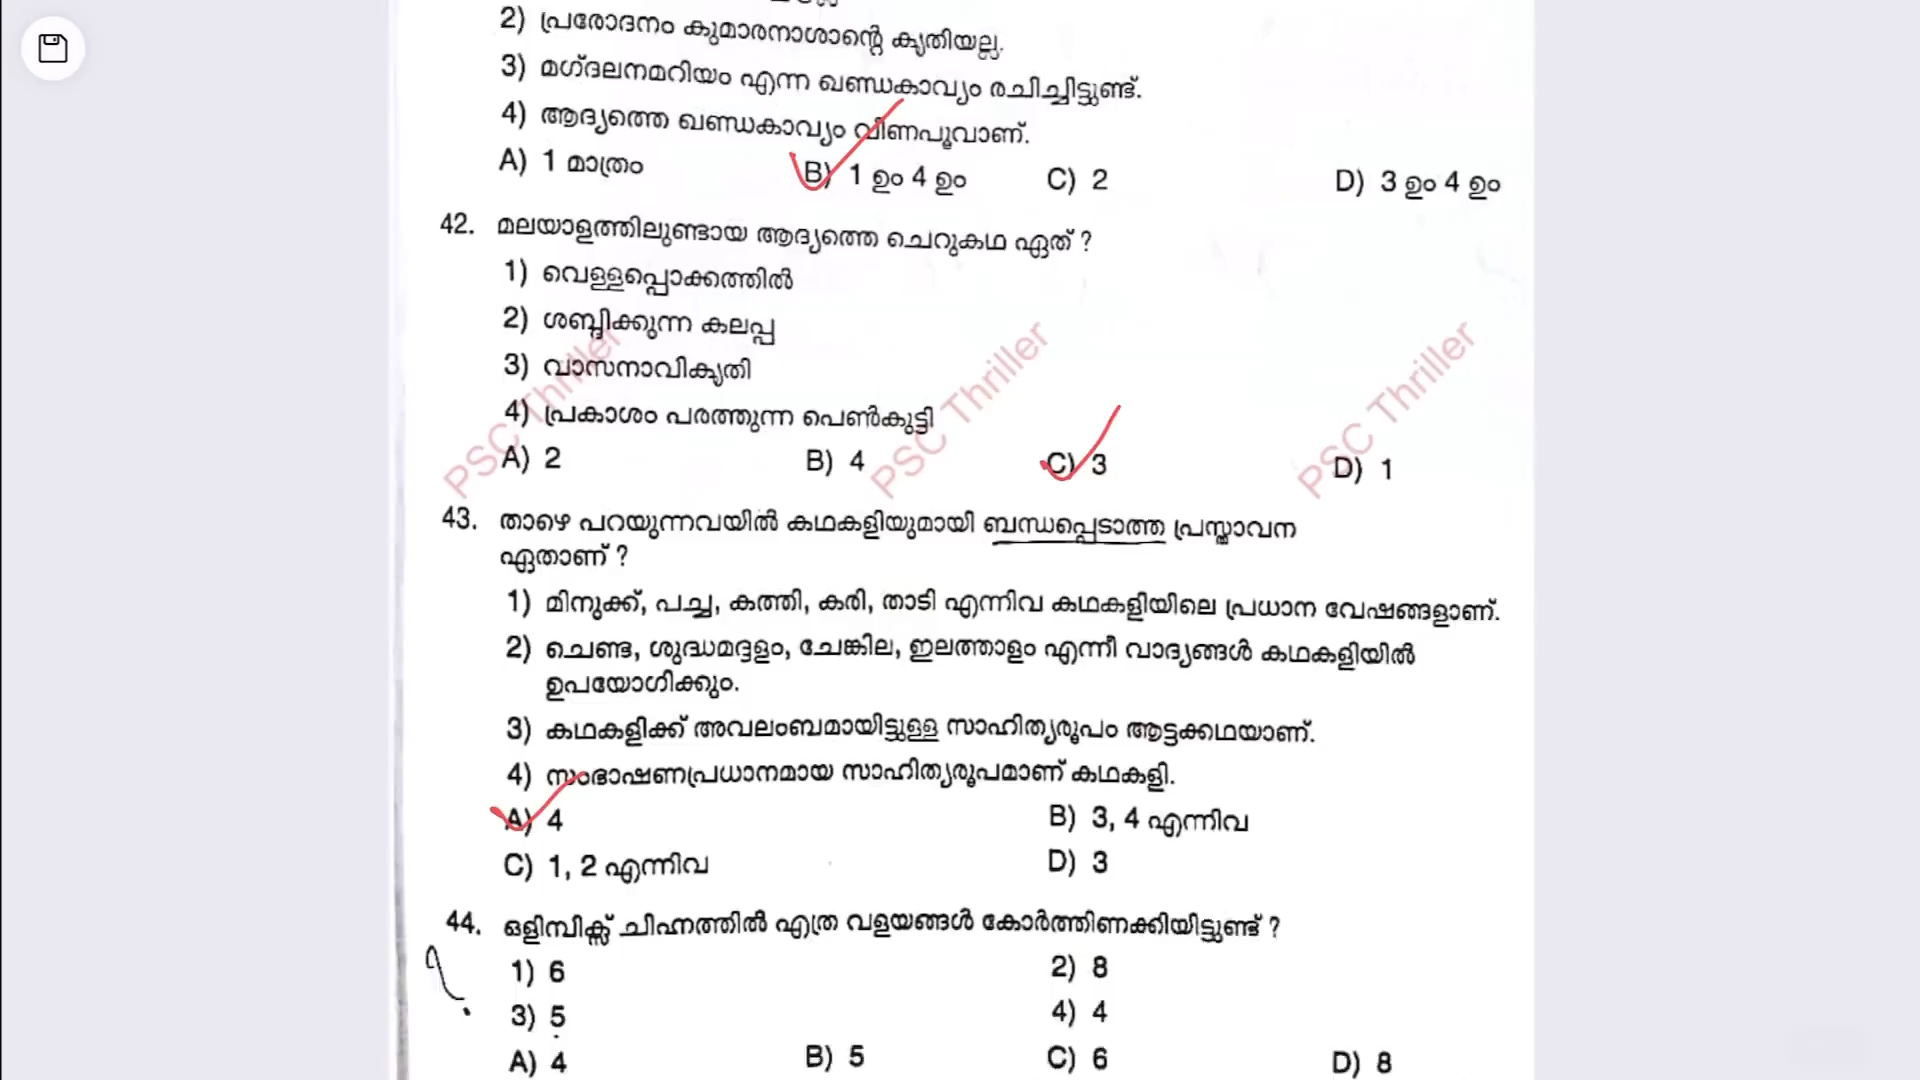 2) പ്രരോദനം കുമാരനാശാന്റെ കൃതിയല്ല.
3) മഗ്ദലനമറിയം എന്ന ഖണ്ഡകാവ്യം രചിച്ചിട്ടുണ്ട്.
4) ആദ്യത്തെ ഖണ്ഡകാവ്യം വീണപൂവാണ്.
A) 1 മാത്രം B) 1 ഉം 4 ഉം C) 2 D) 3 ഉം 4 ഉം
42. മലയാളത്തിലുണ്ടായ ആദ്യത്തെ ചെറുകഥ ഏത് ?
1) വെള്ളപ്പൊക്കത്തിൽ
2) ശബ്ദിക്കുന്ന കലപ്പ
3) വാസനാവികൃതി
4) പ്രകാശം പരത്തുന്ന പെൺകുട്ടി
A) 2 B) 4 C) 3 D) 1
PSC Thriller PSC Thriller PSC Thriller
43. താഴെ പറയുന്നവയിൽ കഥകളിയുമായി ബന്ധപ്പെടാത്ത പ്രസ്താവന
ഏതാണ് ?
1) മിനുക്ക്, പച്ച, കത്തി, കരി, താടി എന്നിവ കഥകളിയിലെ പ്രധാന വേഷങ്ങളാണ്.
2) ചെണ്ട, ശുദ്ധമദ്ദളം, ചേങ്കില, ഇലത്താളം എന്നീ വാദ്യങ്ങൾ കഥകളിയിൽ
ഉപയോഗിക്കും.
3) കഥകളിക്ക് അവലംബമായിട്ടുള്ള സാഹിത്യരൂപം ആട്ടക്കഥയാണ്.
4) സംഭാഷണപ്രധാനമായ സാഹിത്യരൂപമാണ് കഥകളി.
A) 4 B) 3, 4 എന്നിവ
C) 1, 2 എന്നിവ D) 3
44. ഒളിമ്പിക്സ് ചിഹ്നത്തിൽ എത്ര വളയങ്ങൾ കോർത്തിണക്കിയിട്ടുണ്ട് ?
1) 6 2) 8
3) 5 4) 4
A) 4 B) 5 C) 6 D) 8